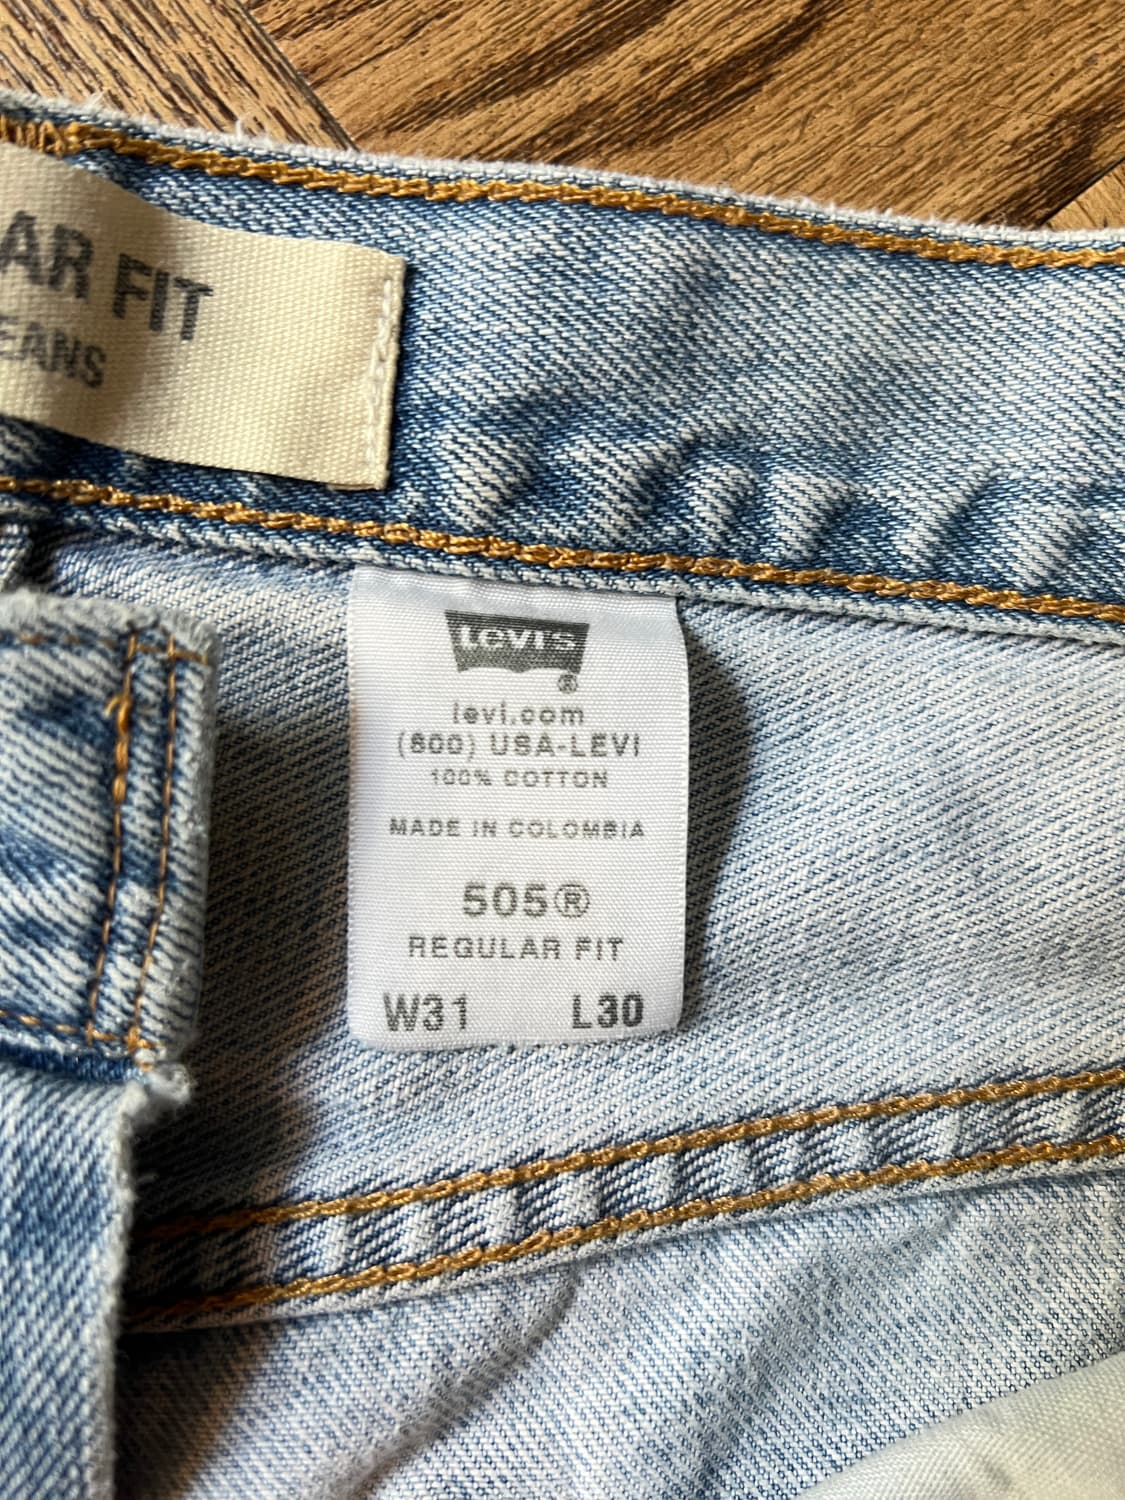 AR FIT
EANS
Levi's
®
levi.com
(800) USA-LEVI
100% COTTON
MADE IN COLOMBIA
505®
REGULAR FIT
W31 L30